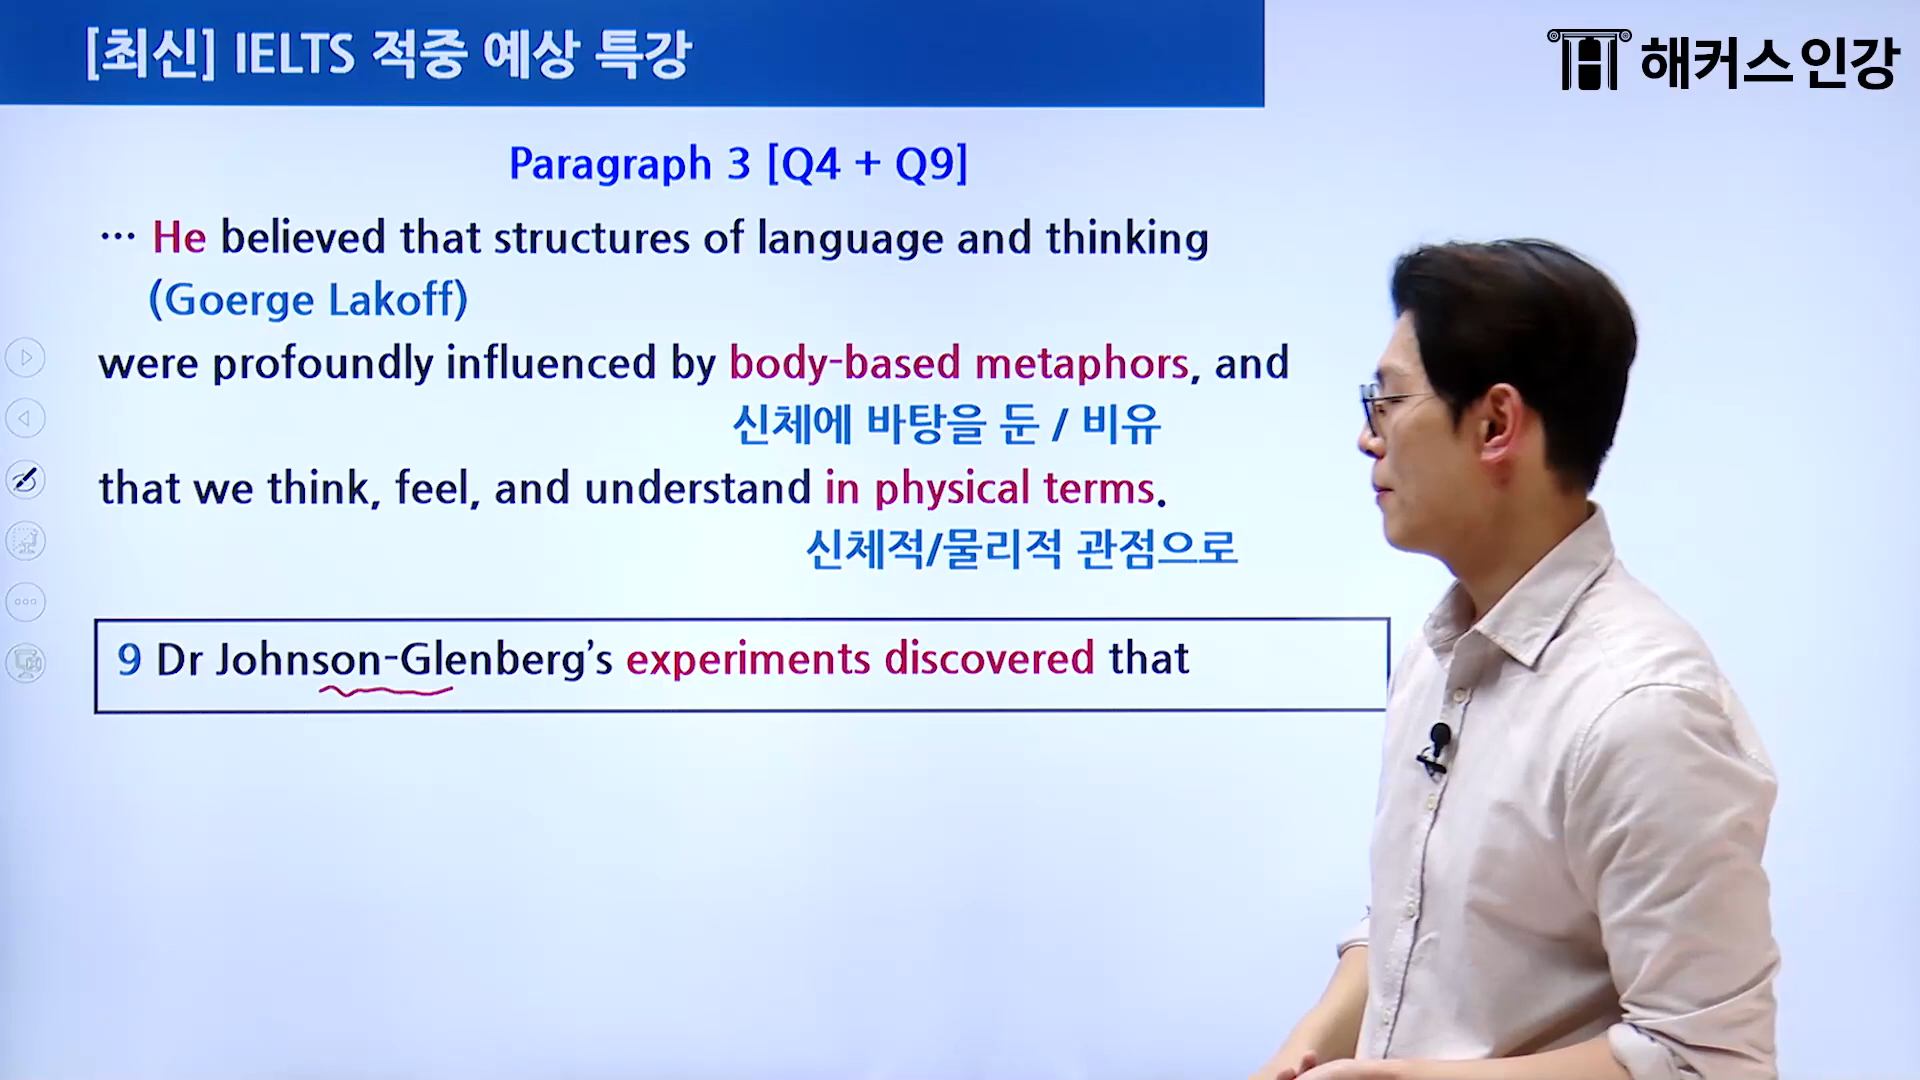 [최신] IELTS 적중 예상 특강
해커스인강
Paragraph 3 [Q4 + Q9]
… He believed that structures of language and thinking
(Goerge Lakoff)
were profoundly influenced by body-based metaphors, and
신체에 바탕을 둔 / 비유
that we think, feel, and understand in physical terms.
신체적/물리적 관점으로
9 Dr Johnson-Glenberg’s experiments discovered that